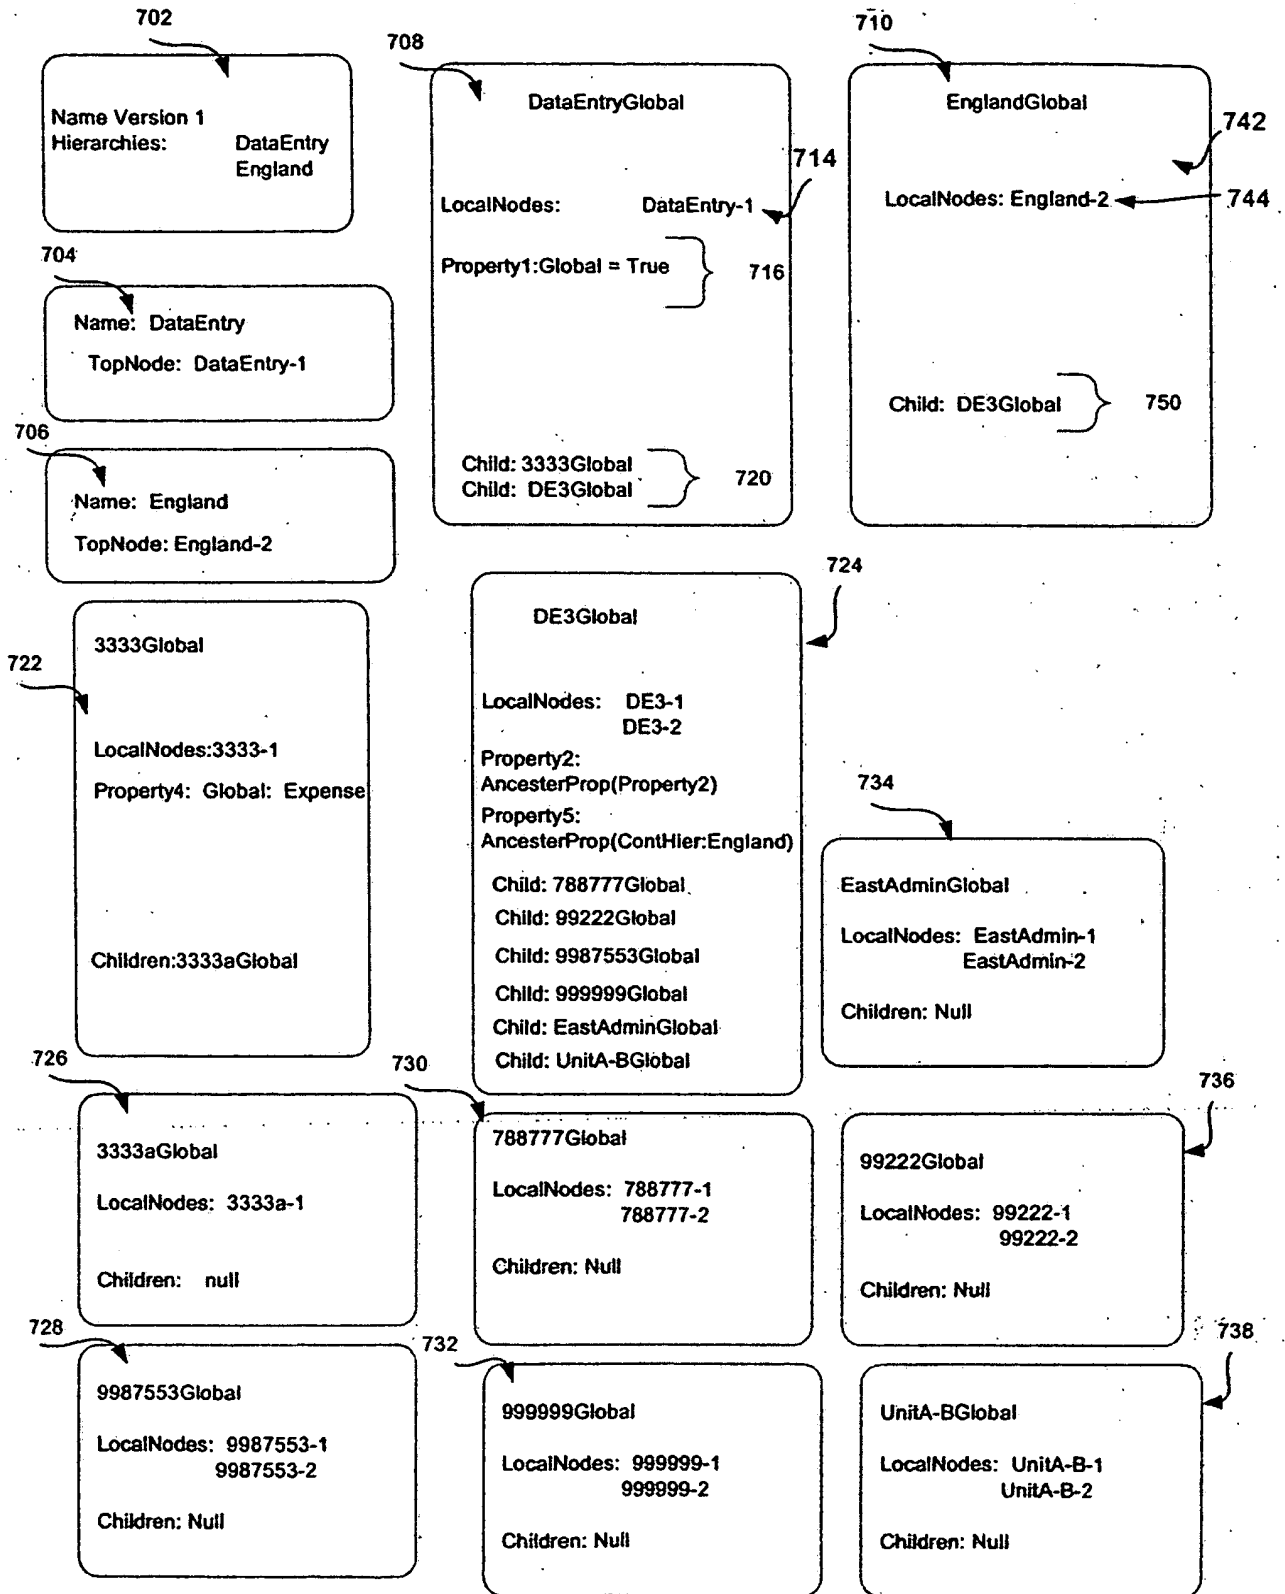 702
Name Version 1
Hierarchies: DataEntry
England
704
Name: DataEntry
TopNode: DataEntry-1
706
Name: England
TopNode: England-2
708
DataEntryGlobal
LocalNodes: DataEntry-1
714
Property1:Global = True
716
Child: 3333Global
Child: DE3Global
720
710
EnglandGlobal
742
LocalNodes: England-2
744
Child: DE3Global
750
722
3333Global
LocalNodes:3333-1
Property4: Global: Expense
Children:3333aGlobal
724
DE3Global
LocalNodes: DE3-1
DE3-2
Property2:
AncesterProp(Property2)
Property5:
AncesterProp(ContHier:England)
Child: 788777Global
Child: 99222Global
Child: 9987553Global
Child: 999999Global
Child: EastAdminGlobal
Child: UnitA-BGlobal
734
EastAdminGlobal
LocalNodes: EastAdmin-1
EastAdmin-2
Children: Null
726
3333aGlobal
LocalNodes: 3333a-1
Children: null
730
788777Global
LocalNodes: 788777-1
788777-2
Children: Null
736
99222Global
LocalNodes: 99222-1
99222-2
Children: Null
728
9987553Global
LocalNodes: 9987553-1
9987553-2
Children: Null
732
999999Global
LocalNodes: 999999-1
999999-2
Children: Null
738
UnitA-BGlobal
LocalNodes: UnitA-B-1
UnitA-B-2
Children: Null